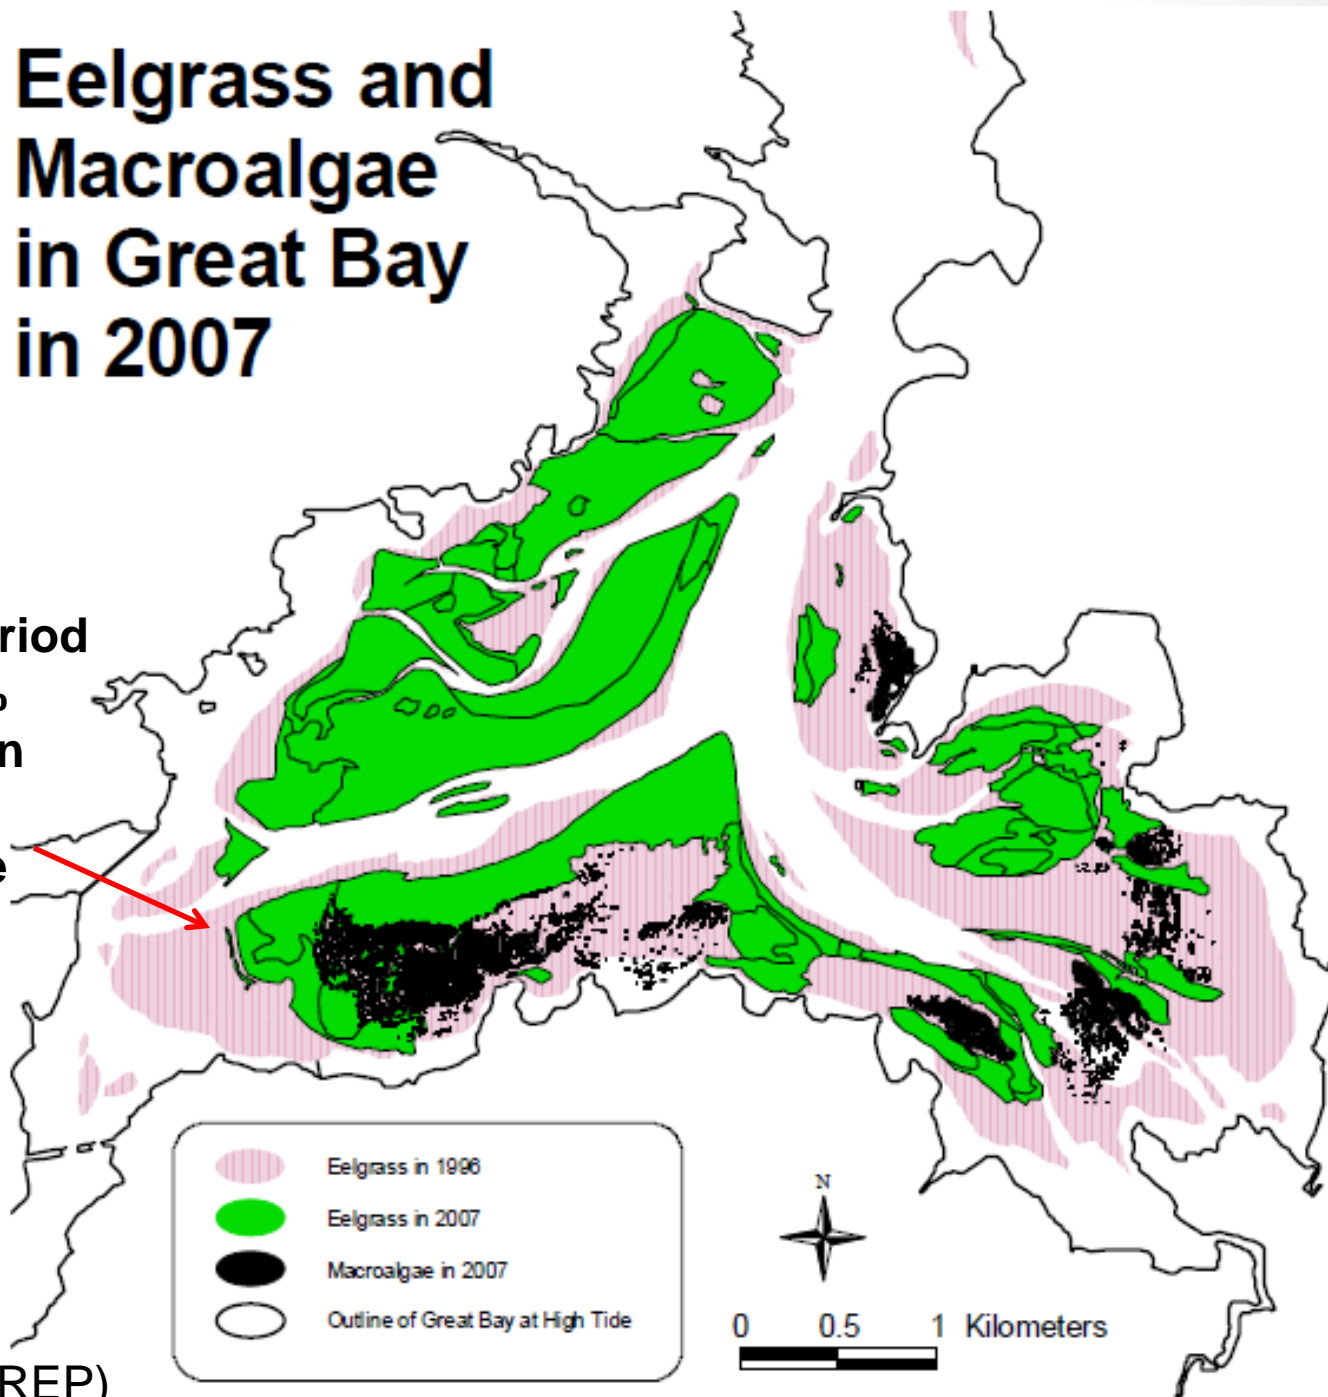 Eelgrass and
Macroalgae
in Great Bay
in 2007
Eelgrass in 1996
Eelgrass in 2007
Macroalgae in 2007
Outline of Great Bay at High Tide
N
0 0.5 1 Kilometers
REP)